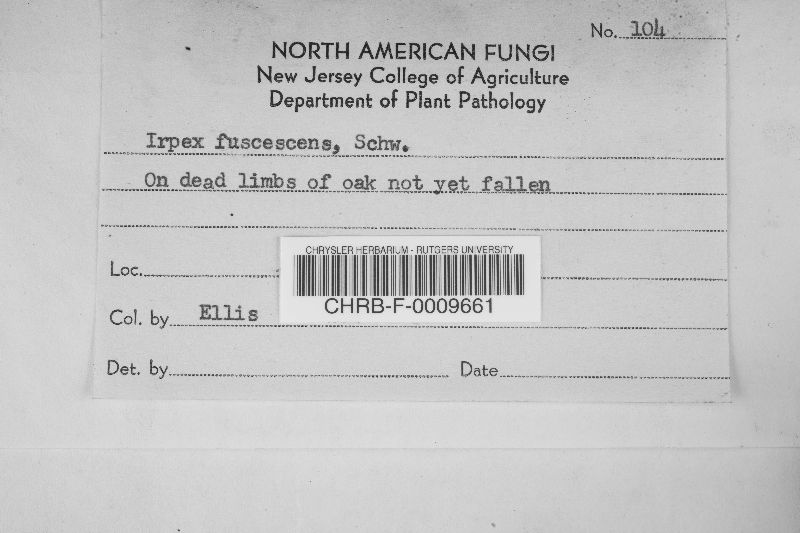 No. 104
NORTH AMERICAN FUNGI
New Jersey College of Agriculture
Department of Plant Pathology
Irpex fuscescens, Schw.
On dead limbs of oak not yet fallen
CHRYSLER HERBARIUM - RUTGERS UNIVERSITY
Loc.
CHRB-F-0009661
Col. by Ellis
Det. by Date